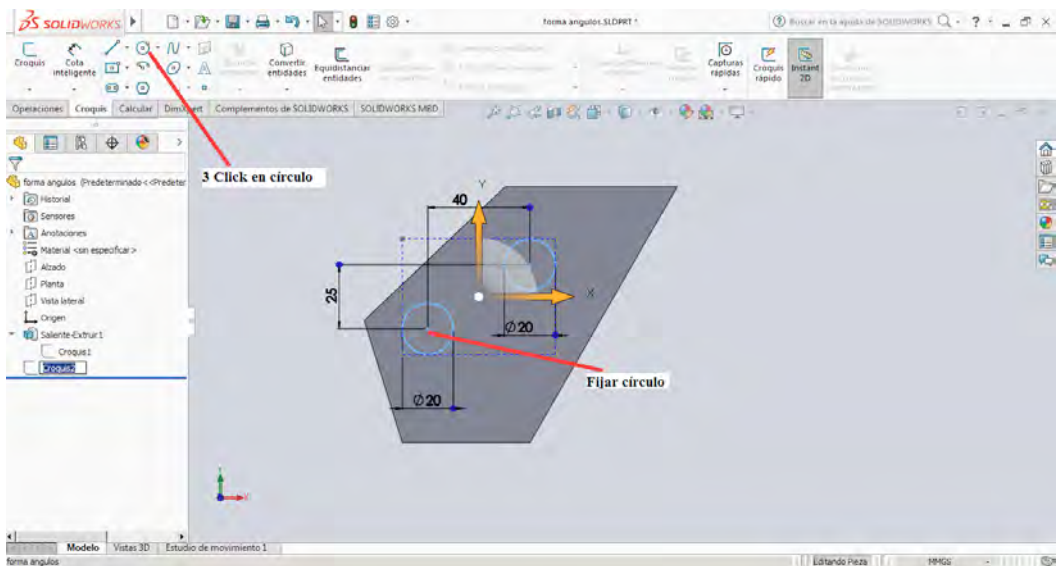 SOLIDWORKS
forma angulos.SLDPRT *
Buscar en la ayuda de SOLIDWORKS
?
Croquis
Cota inteligente
Convertir entidades
Equidistanciar entidades
Capturas rápidas
Croquis rápido
Instant 2D
Operaciones
Croquis
Calcular
DimXpert
Complementos de SOLIDWORKS
SOLIDWORKS MBD
3 Click en círculo
forma angulos (Predeterminado<<Predeter
Historial
Sensores
Anotaciones
Material <sin especificar>
Alzado
Planta
Vista lateral
Origen
Saliente-Extruir1
Croquis1
Croquis2
Y
40
25
X
Ø20
Fijar círculo
Ø20
Modelo
Vistas 3D
Estudio de movimiento 1
forma angulos
Editando Pieza
MMGS